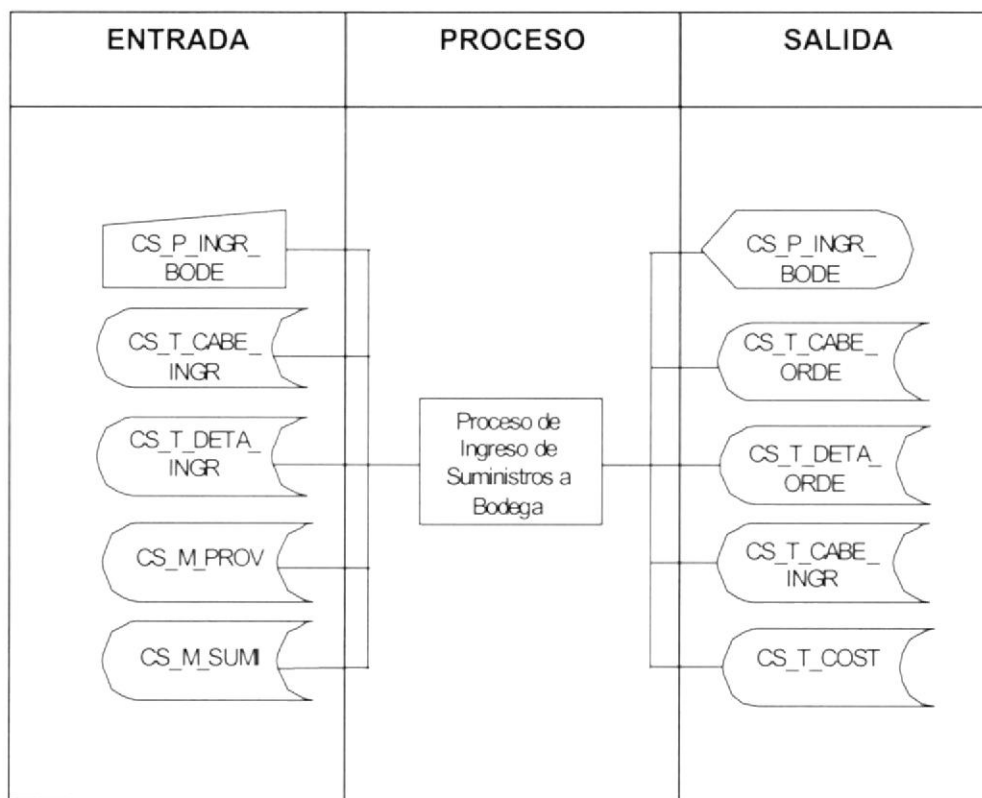 ENTRADA
PROCESO
SALIDA
CS_P_INGR_
BODE
CS_T_CABE_
INGR
CS_T_DETA_
INGR
CS_M_PROV
CS_M_SUMI
Proceso de
Ingreso de
Suministros a
Bodega
CS_P_INGR_
BODE
CS_T_CABE_
ORDE
CS_T_DETA_
ORDE
CS_T_CABE_
INGR
CS_T_COST